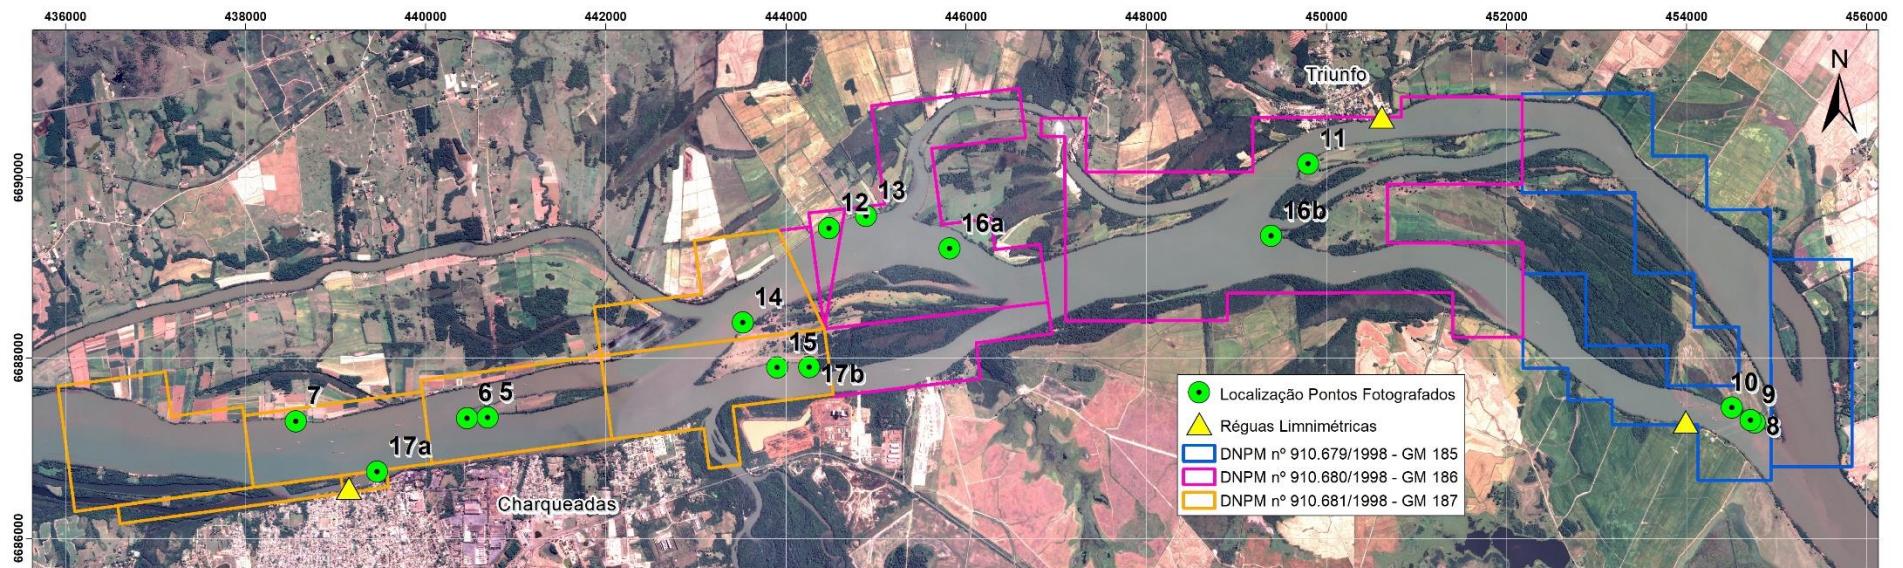 436000 438000 440000 442000 444000 446000 448000 450000 452000 454000 456000
N
Triunfo
11
6690000
6690000
13
12
16a
16b
14
15
6688000
6688000
17b
7
6 5
10
9
8
17a
Localização Pontos Fotografados
Réguas Limnimétricas
DNPM nº 910.679/1998 - GM 185
DNPM nº 910.680/1998 - GM 186
DNPM nº 910.681/1998 - GM 187
Charqueadas
6686000
6686000